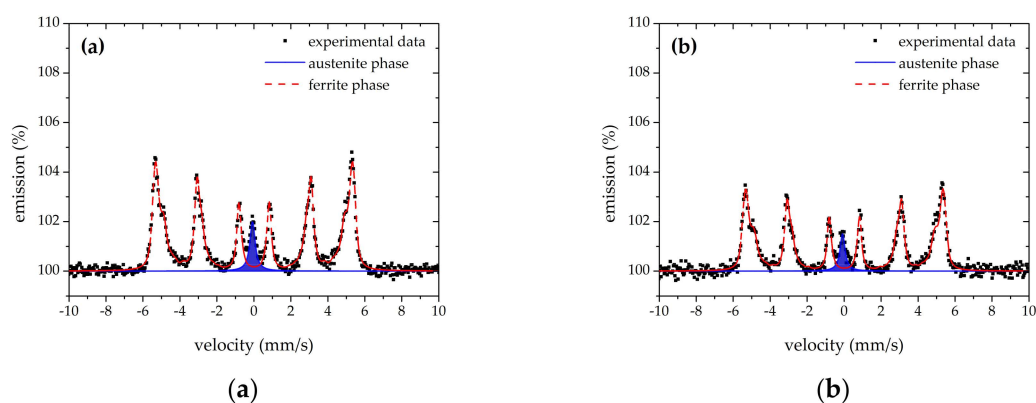 110
108
106
104
102
100
emission (%)
(a)
experimental data
austenite phase
ferrite phase
-10 -8 -6 -4 -2 0 2 4 6 8 10
velocity (mm/s)
(a)
110
108
106
104
102
100
emission (%)
(b)
experimental data
austenite phase
ferrite phase
-10 -8 -6 -4 -2 0 2 4 6 8 10
velocity (mm/s)
(b)